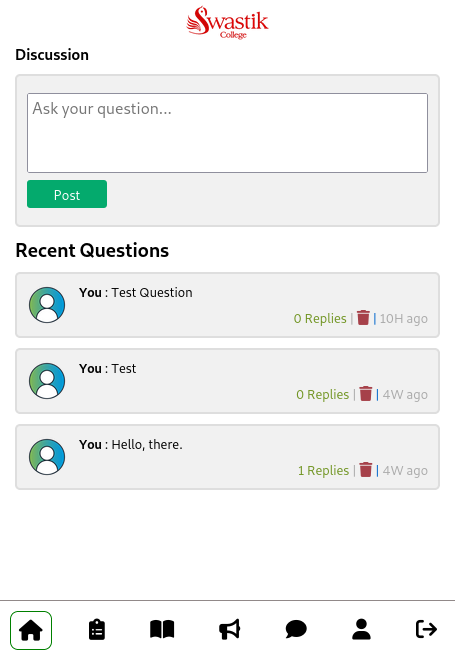 Swastik
College
Discussion
Ask your question...
Post
Recent Questions
You : Test Question
0 Replies | | 10H ago
You : Test
0 Replies | | 4W ago
You : Hello, there.
1 Replies | | 4W ago